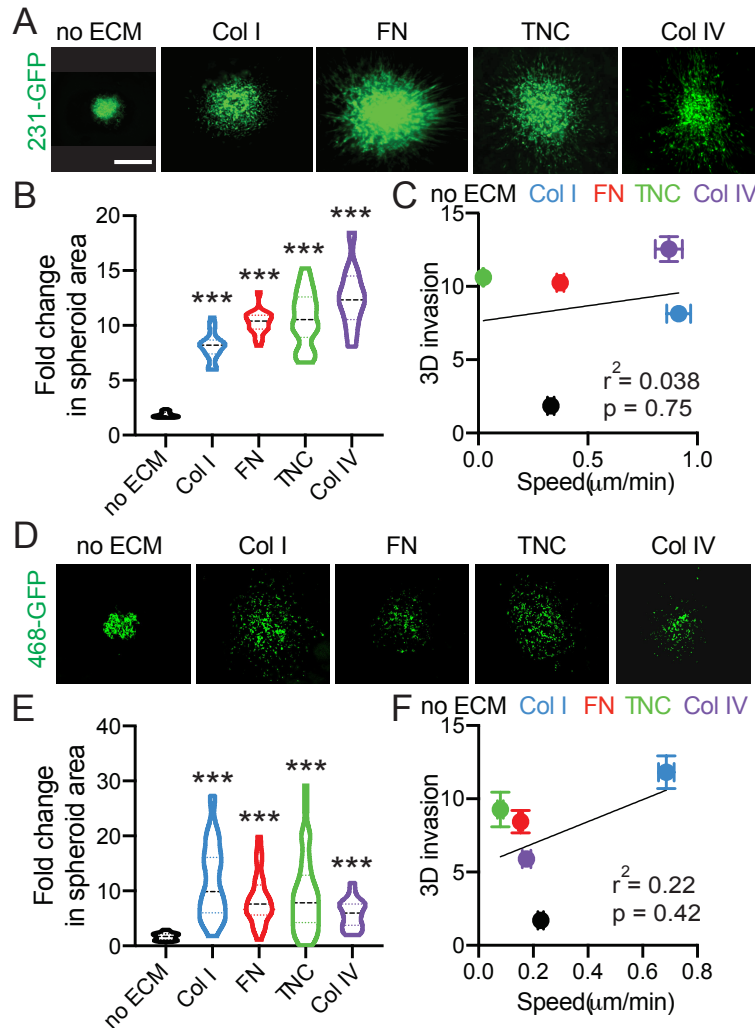 A
no ECM Col I FN TNC Col IV
231-GFP
B
Fold change
in spheroid area
20
15
10
5
0
***
***
***
***
no ECM Col I FN TNC Col IV
C
no ECM Col I FN TNC Col IV
3D invasion
15
10
5
0
r2= 0.038
p = 0.75
0.0 0.5 1.0
Speed(μm/min)
D
no ECM Col I FN TNC Col IV
468-GFP
E
Fold change
in spheroid area
40
30
20
10
0
***
***
***
***
no ECM Col I FN TNC Col IV
F
no ECM Col I FN TNC Col IV
3D invasion
15
10
5
0
r2= 0.22
p = 0.42
0.0 0.2 0.4 0.6 0.8
Speed(μm/min)